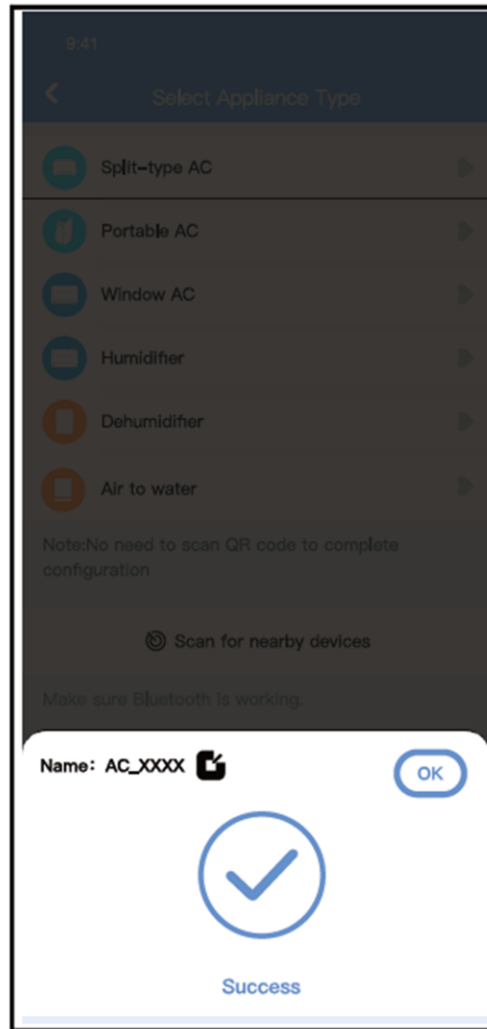 9:41
Select Appliance Type
Split-type AC
Portable AC
Window AC
Humidifier
Dehumidifier
Air to water
Note:No need to scan QR code to complete
configuration
Scan for nearby devices
Make sure Bluetooth is working.
Name: AC_XXXX
OK
Success